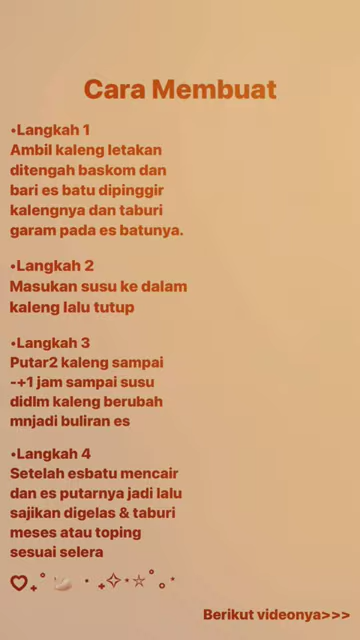 Cara Membuat
•Langkah 1
Ambil kaleng letakan
ditengah baskom dan
bari es batu dipinggir
kalengnya dan taburi
garam pada es batunya.
•Langkah 2
Masukan susu ke dalam
kaleng lalu tutup
•Langkah 3
Putar2 kaleng sampai
-+1 jam sampai susu
didlm kaleng berubah
mnjadi buliran es
•Langkah 4
Setelah esbatu mencair
dan es putarnya jadi lalu
sajikan digelas & taburi
meses atau toping
sesuai selera
Berikut videonya>>>